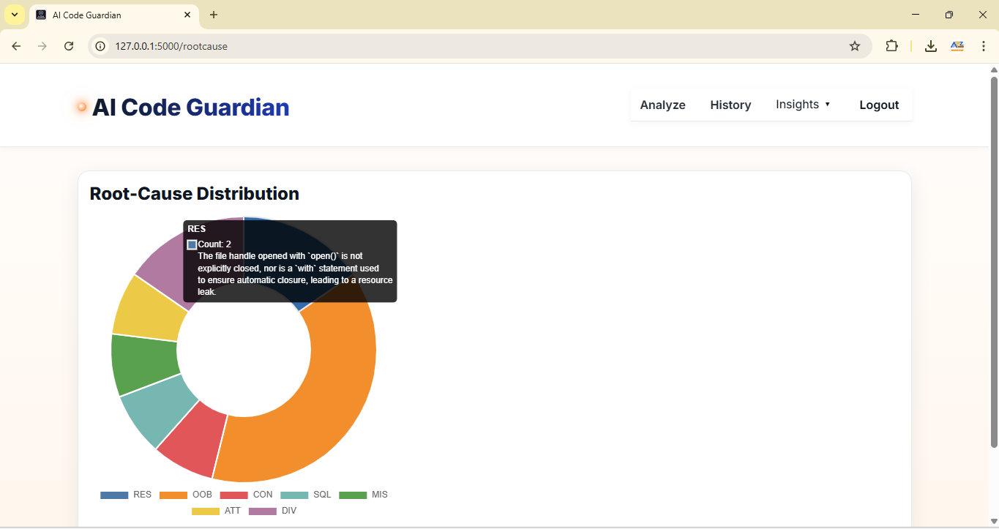 AI Code Guardian
127.0.0.1:5000/rootcause
AI Code Guardian
Analyze History Insights ▼ Logout
Root-Cause Distribution
RES
Count: 2
The file handle opened with `open()` is not
explicitly closed, nor is a `with` statement used
to ensure automatic closure, leading to a resource
leak.
RES OOB CON SQL MIS
ATT DIV